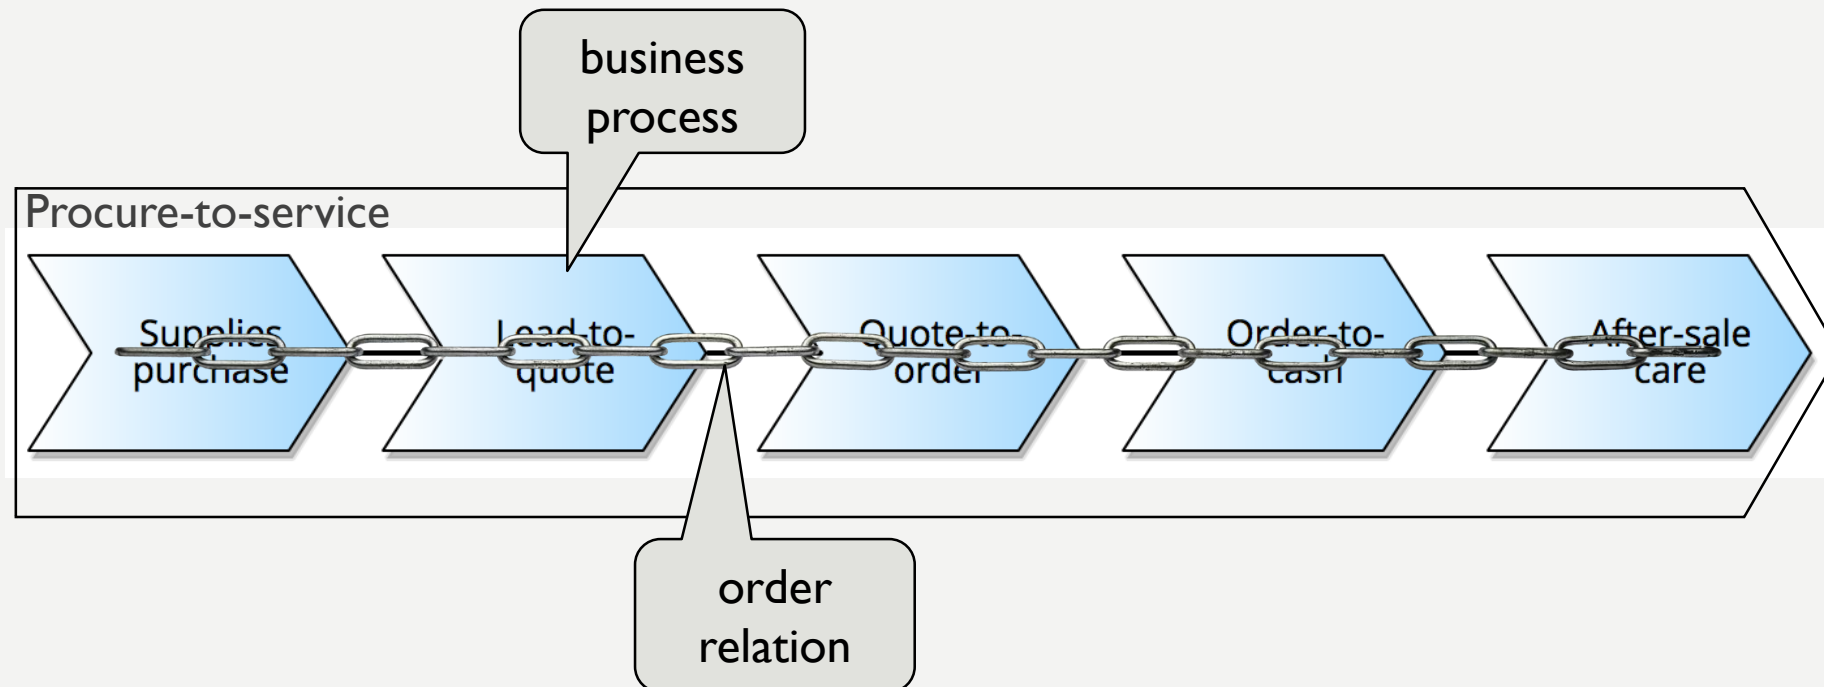 business
process
Procure-to-service
Supplies
purchase
Lead-to-
quote
Quote-to-
order
Order-to-
cash
After-sale
care
order
relation